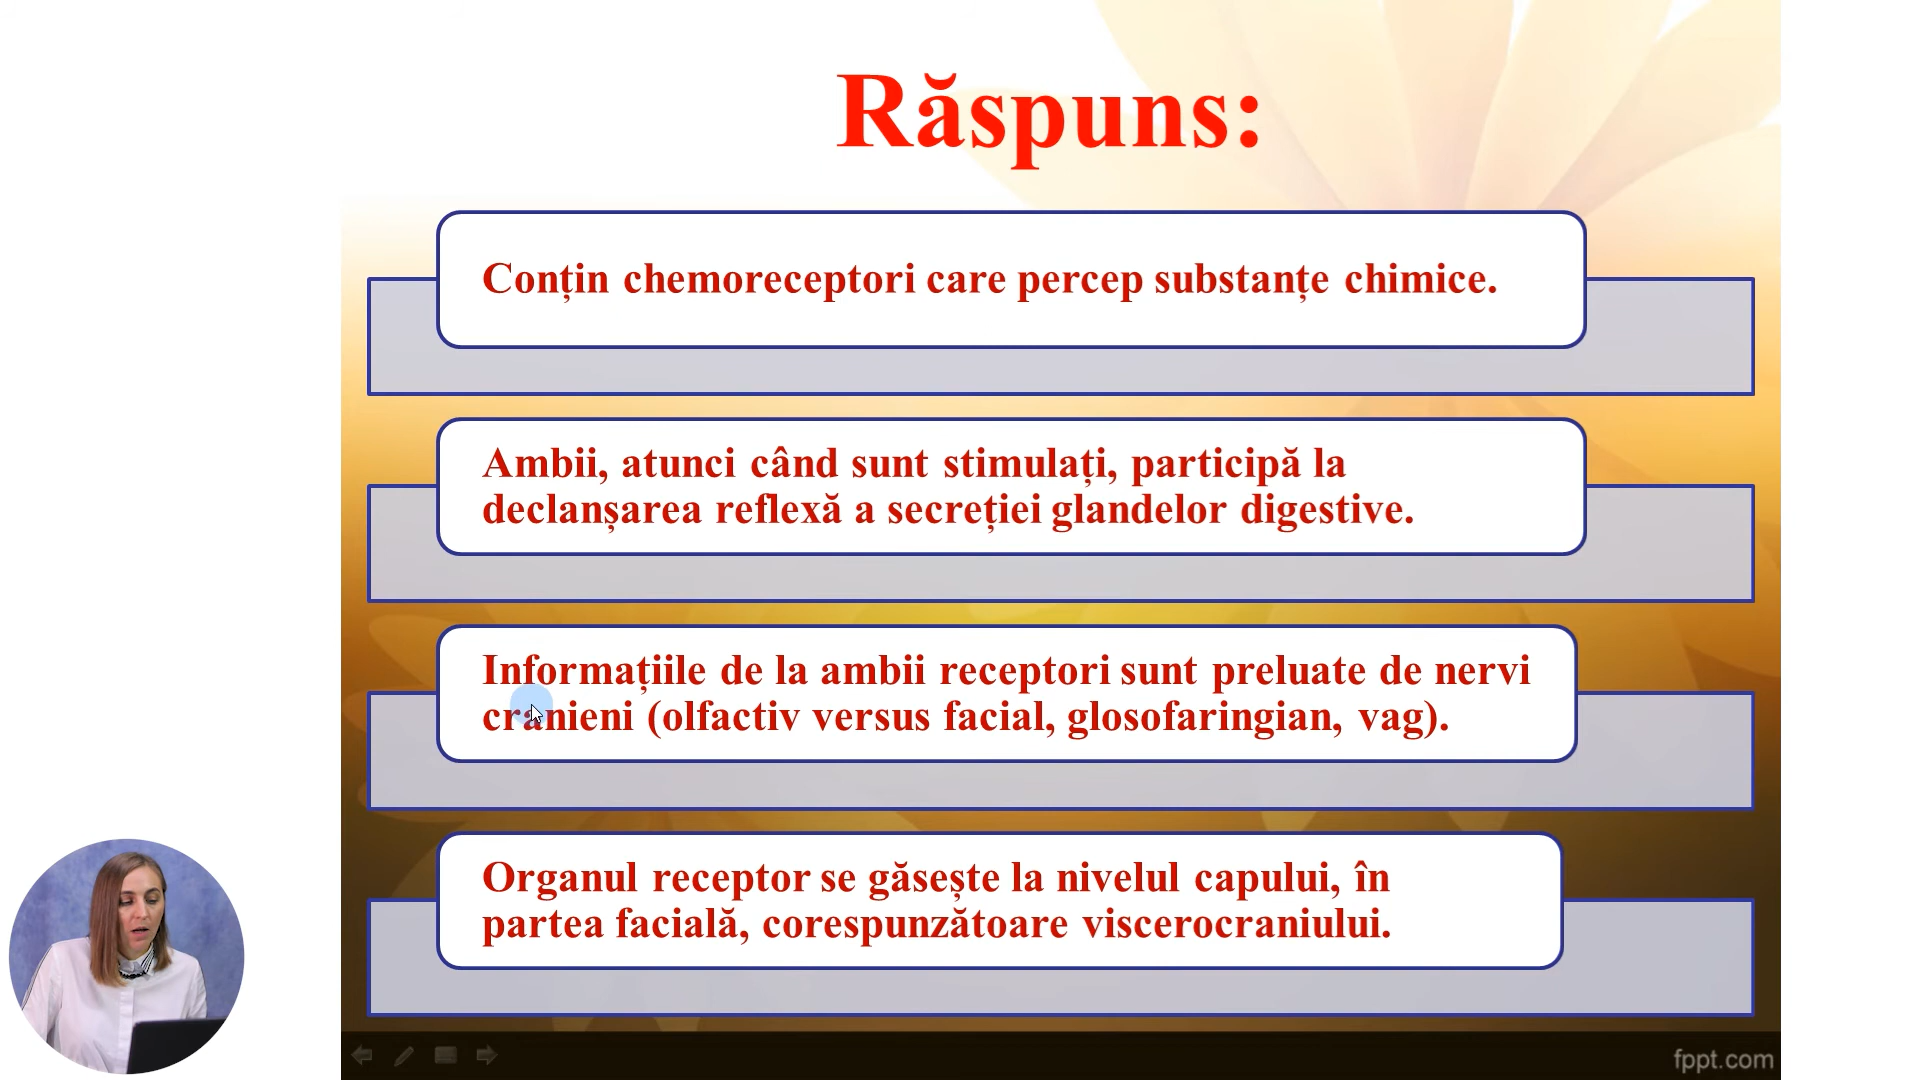 Răspuns:
Conțin chemoreceptori care percep substanțe chimice.
Ambii, atunci când sunt stimulați, participă la
declanșarea reflexă a secreției glandelor digestive.
Informațiile de la ambii receptori sunt preluate de nervi
cranieni (olfactiv versus facial, glosofaringian, vag).
Organul receptor se găsește la nivelul capului, în
partea facială, corespunzătoare viscerocraniului.
fppt.com